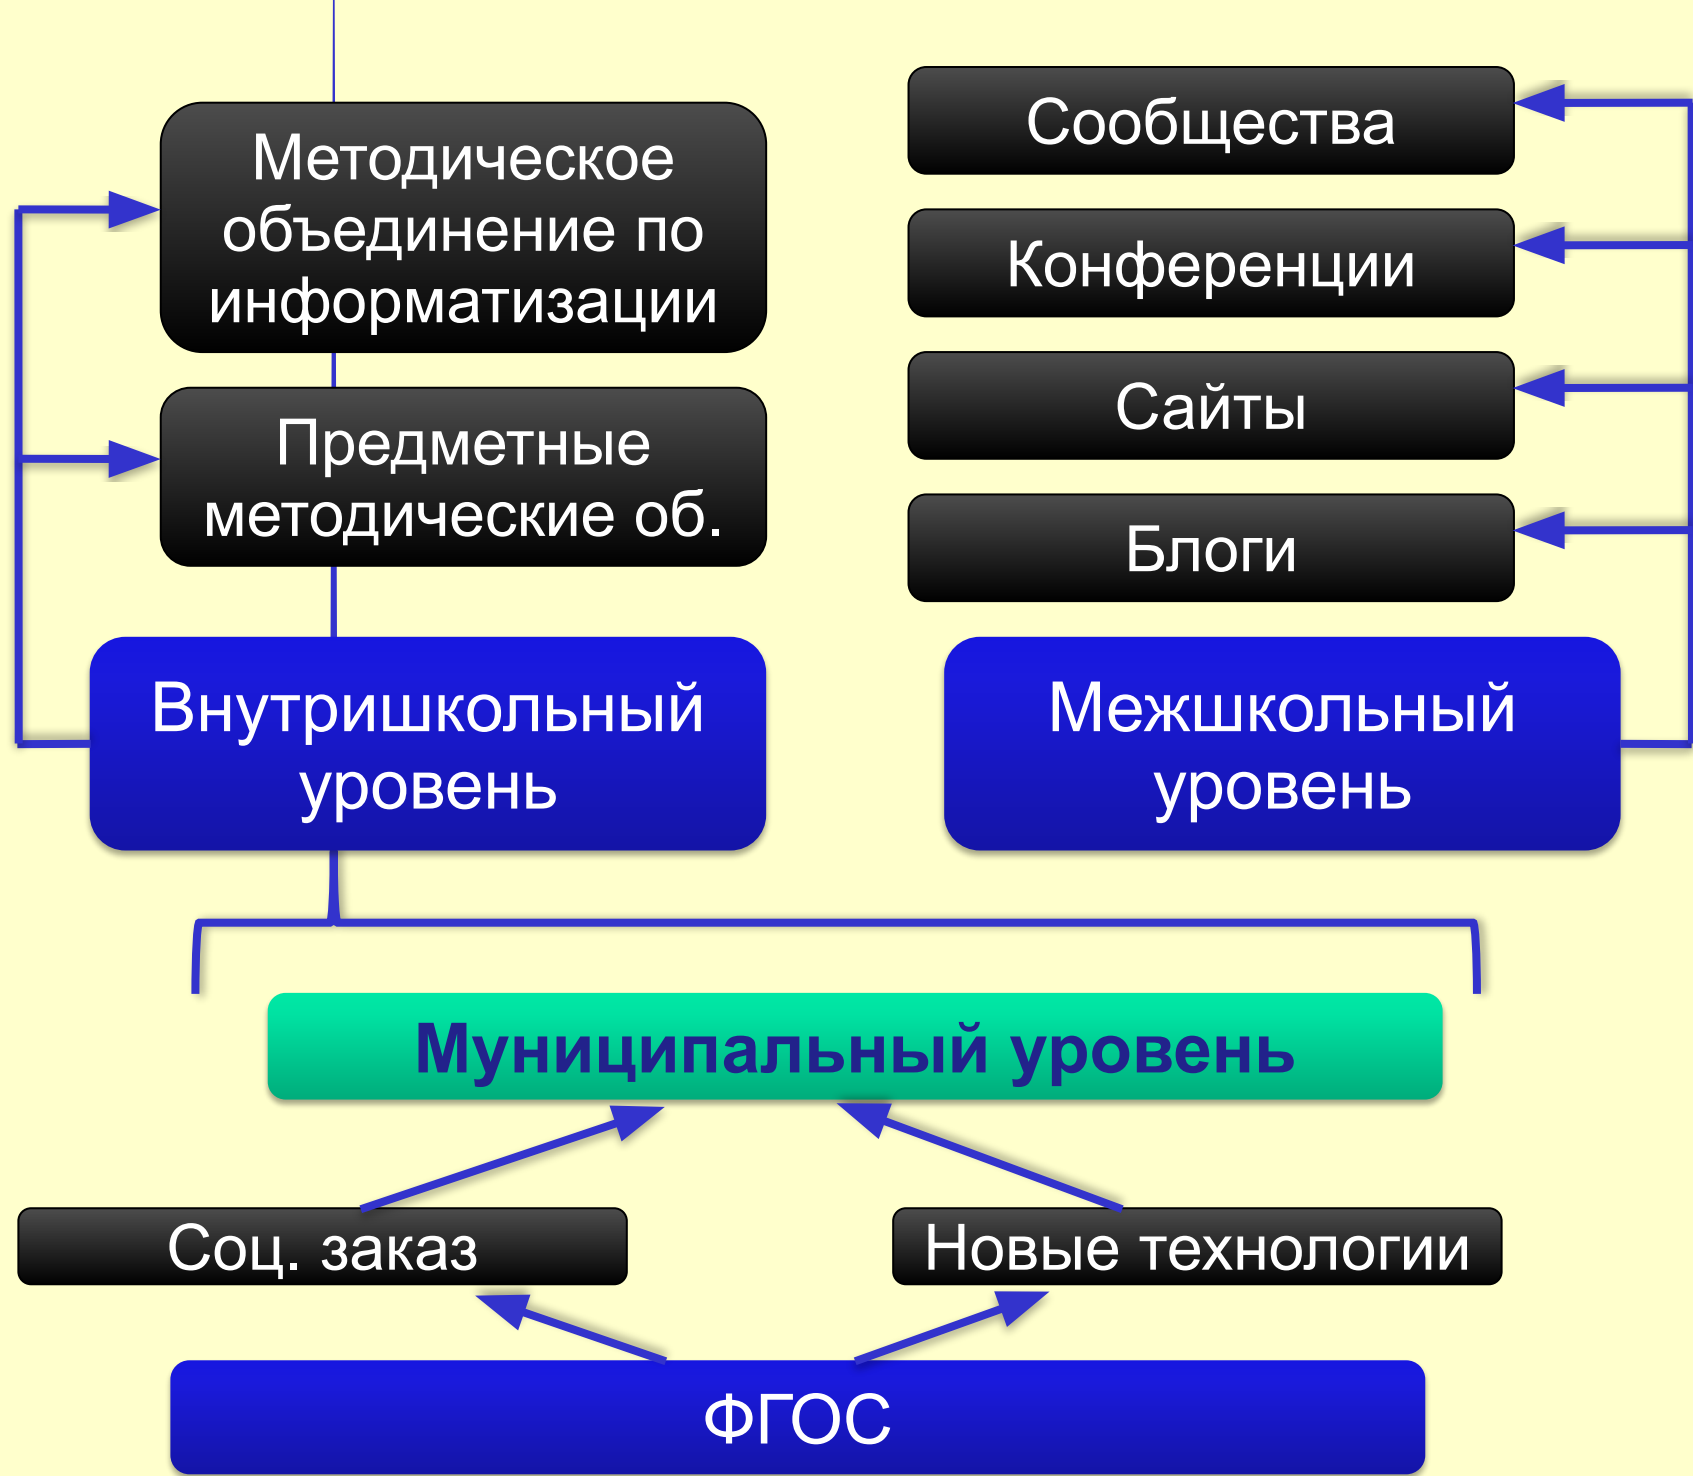 Методическое
объединение по
информатизации
Предметные
методические об.
Внутришкольный
уровень
Сообщества
Конференции
Сайты
Блоги
Межшкольный
уровень
Муниципальный уровень
Соц. заказ
Новые технологии
ФГОС